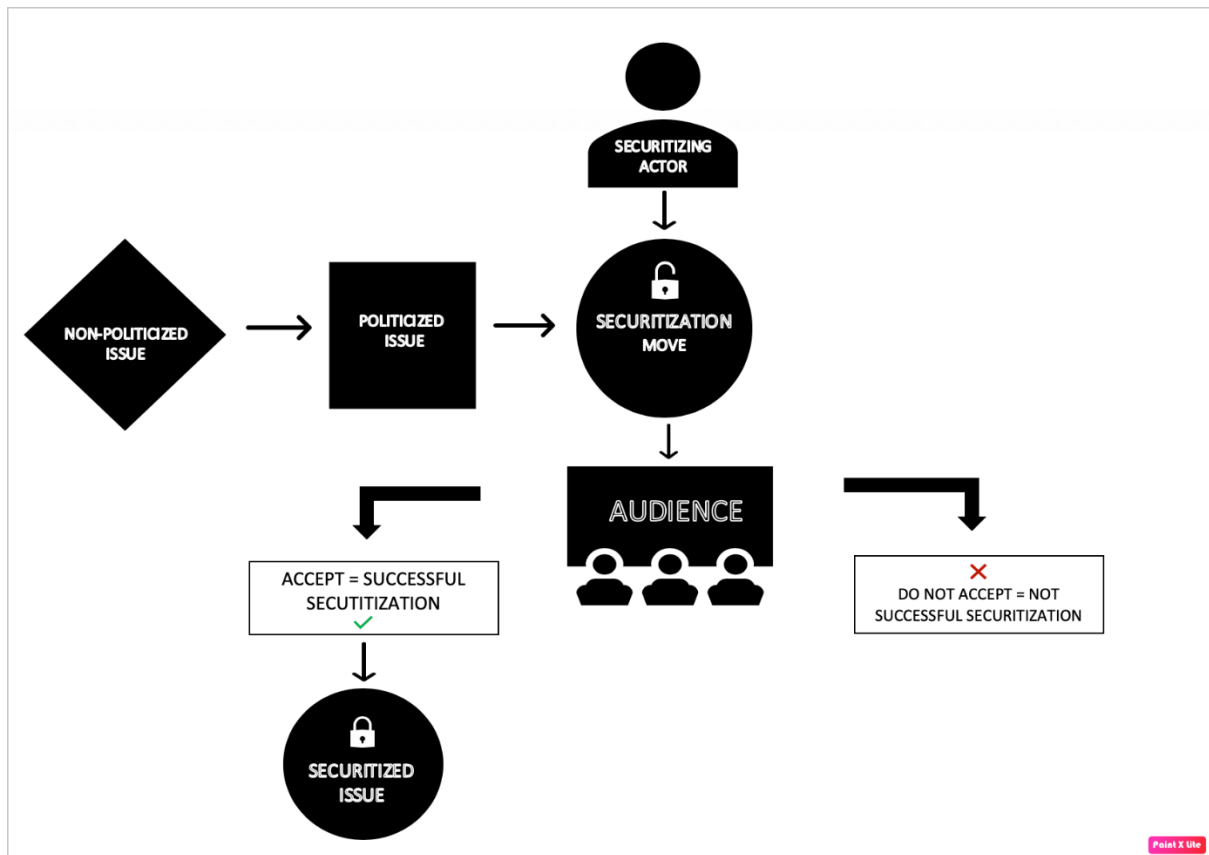 SECURITIZING
ACTOR
NON-POLITICIZED
ISSUE
POLITICIZED
ISSUE
SECURITIZATION
MOVE
AUDIENCE
ACCEPT = SUCCESSFUL
SECUTITIZATION
DO NOT ACCEPT = NOT
SUCCESSFUL SECURITIZATION
SECURITIZED
ISSUE
Paint X Lite